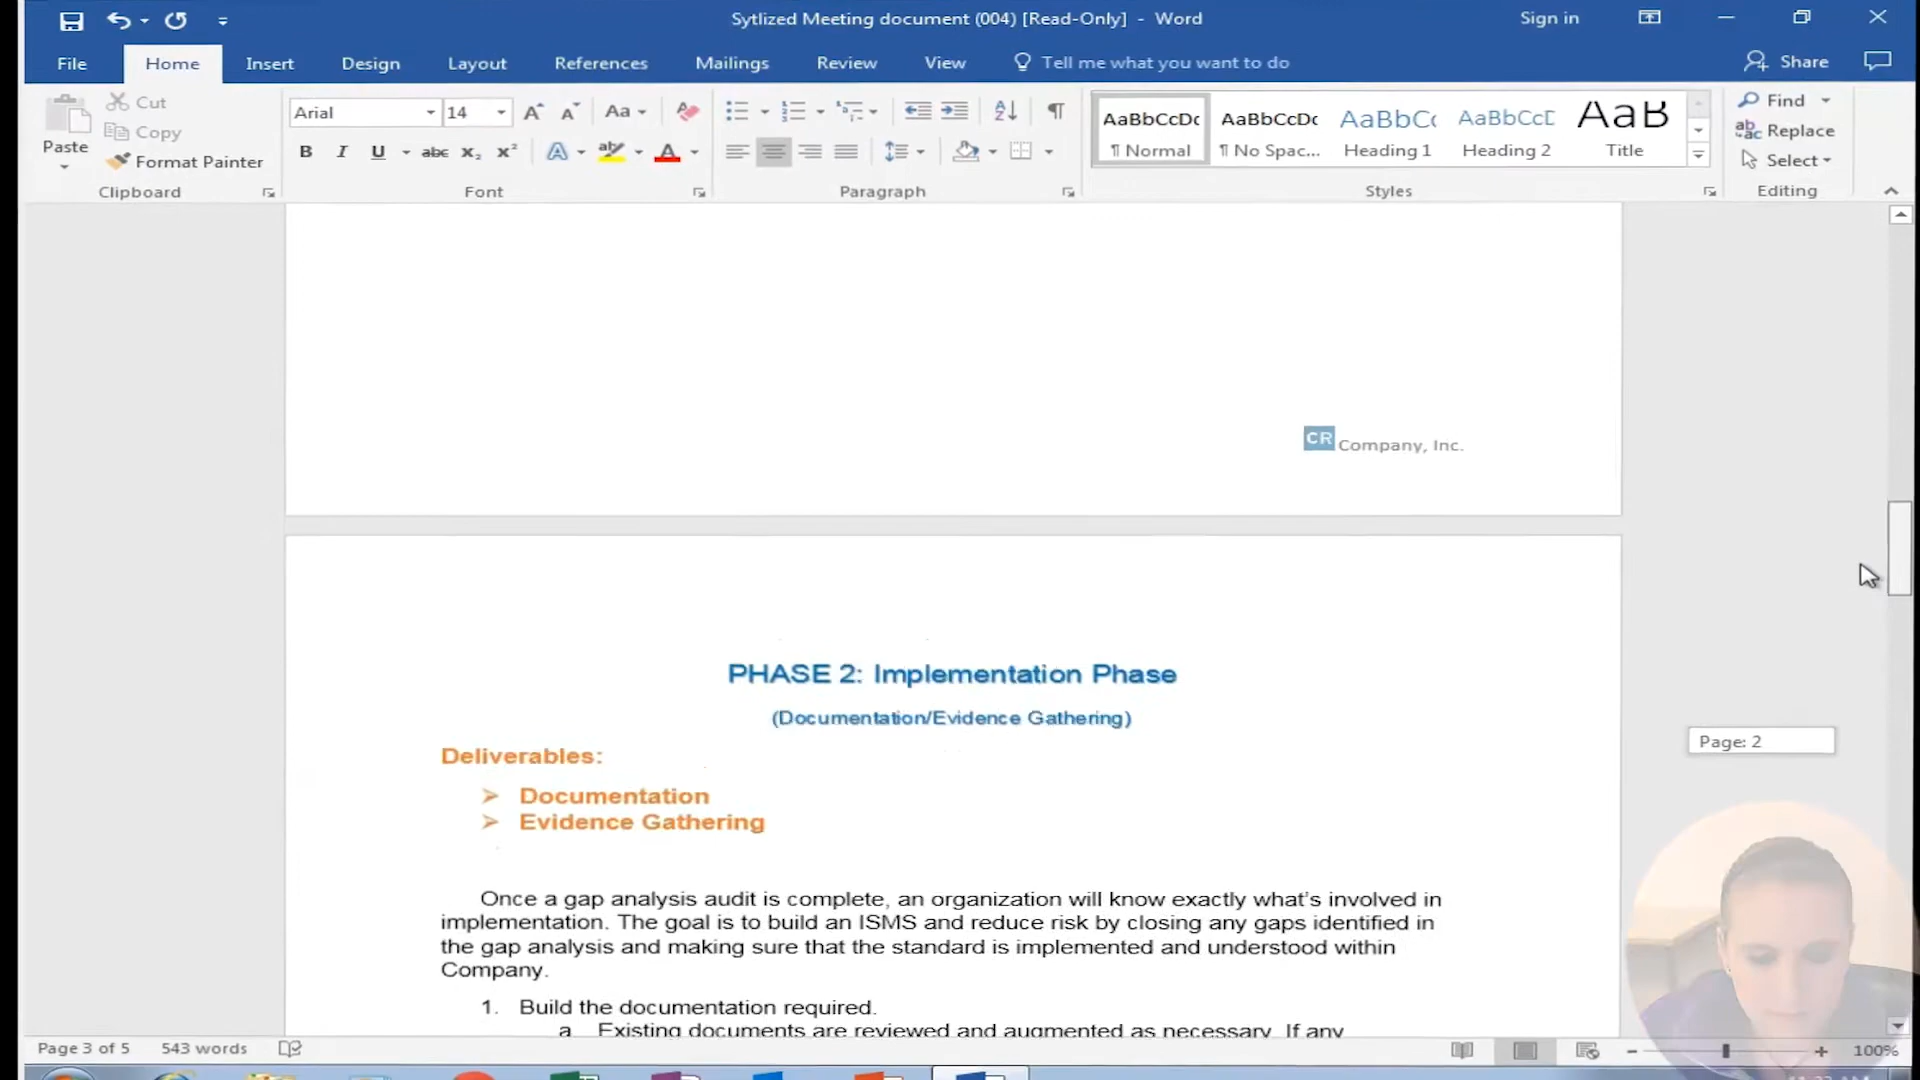 Sytlized Meeting document (004) [Read-Only] - Word
Sign in
File Home Insert Design Layout References Mailings Review View Tell me what you want to do Share
Paste
Cut
Copy
Format Painter
Clipboard
Arial 14
Aa
B I U abc X₂ X²
A A
Font
Paragraph
AaBbCcDc AaBbCcDc AaBbC AaBbCcD AaB
¶ Normal ¶ No Spac... Heading 1 Heading 2 Title
Styles
Find
Replace
Select
Editing
CR Company, Inc.
PHASE 2: Implementation Phase
(Documentation/Evidence Gathering)
Deliverables:
➢ Documentation
➢ Evidence Gathering
Page: 2
Once a gap analysis audit is complete, an organization will know exactly what's involved in
implementation. The goal is to build an ISMS and reduce risk by closing any gaps identified in
the gap analysis and making sure that the standard is implemented and understood within
Company.
1. Build the documentation required.
a. Existing documents are reviewed and augmented as necessary. If any
Page 3 of 5 543 words
100%